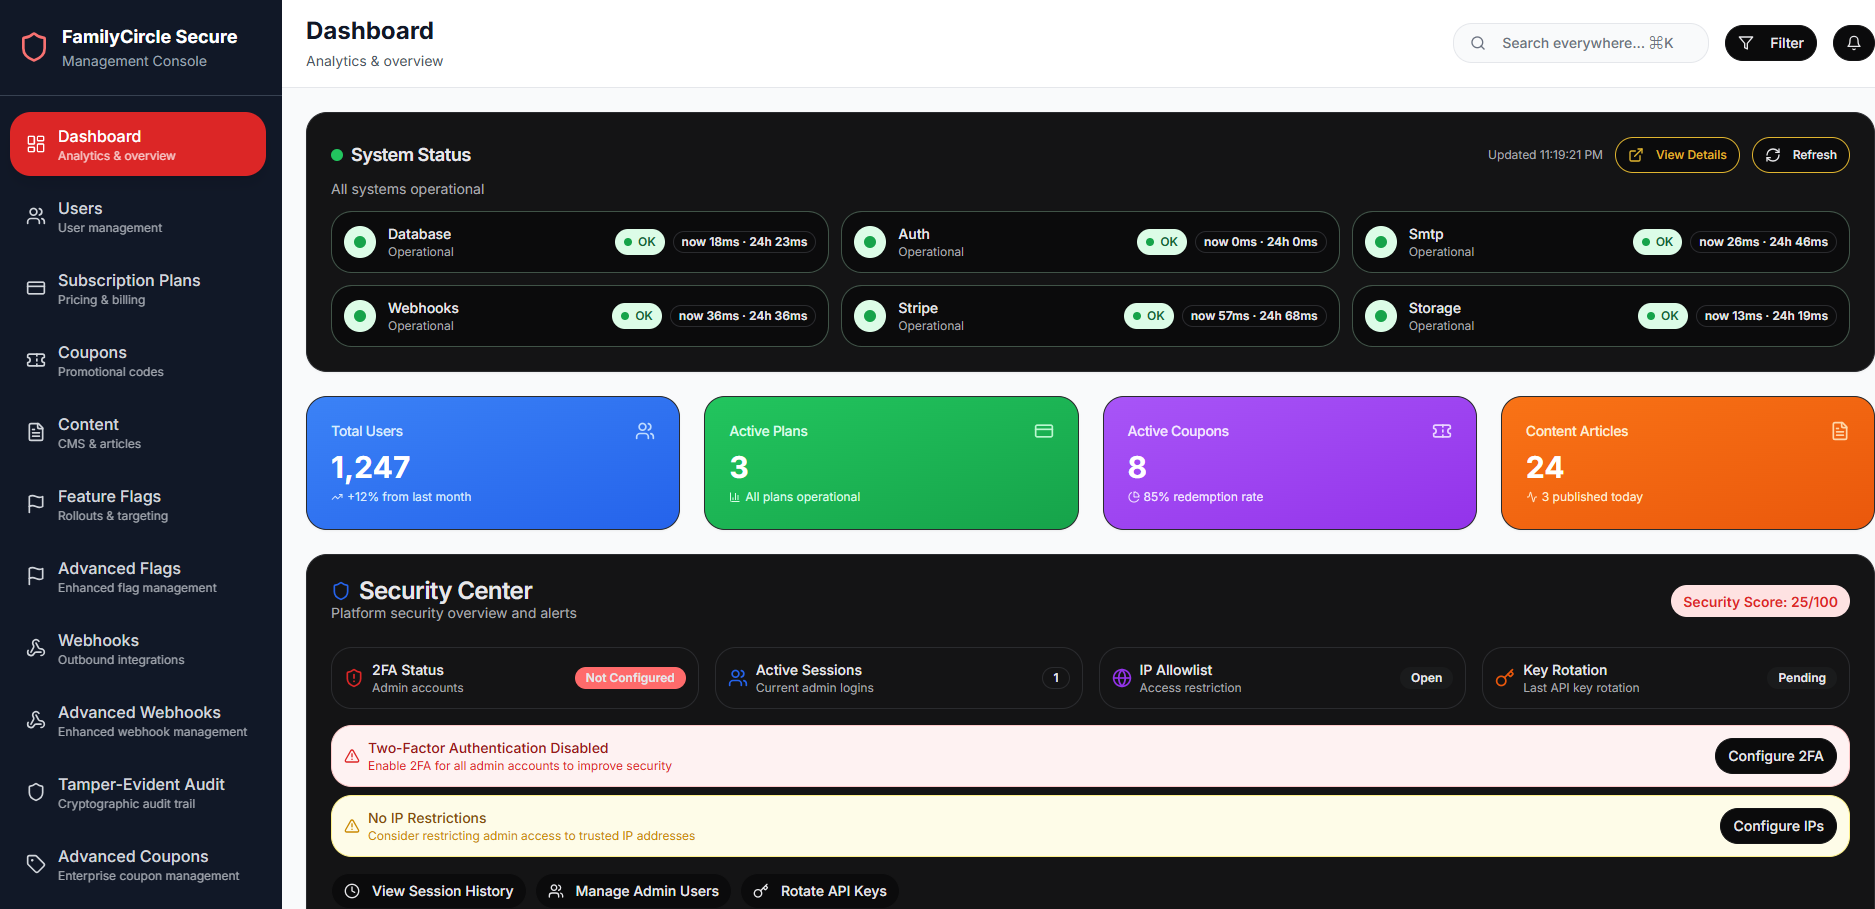 FamilyCircle Secure
Management Console
Dashboard
Analytics & overview
Users
User management
Subscription Plans
Pricing & billing
Coupons
Promotional codes
Content
CMS & articles
Feature Flags
Rollouts & targeting
Advanced Flags
Enhanced flag management
Webhooks
Outbound integrations
Advanced Webhooks
Enhanced webhook management
Tamper-Evident Audit
Cryptographic audit trail
Advanced Coupons
Enterprise coupon management
Dashboard
Analytics & overview
Search everywhere... ⌘K
Filter
System Status
Updated 11:19:21 PM
View Details
Refresh
All systems operational
Database
Operational
OK
now 18ms · 24h 23ms
Auth
Operational
OK
now 0ms · 24h 0ms
Smtp
Operational
OK
now 26ms · 24h 46ms
Webhooks
Operational
OK
now 36ms · 24h 36ms
Stripe
Operational
OK
now 57ms · 24h 68ms
Storage
Operational
OK
now 13ms · 24h 19ms
Total Users
1,247
+12% from last month
Active Plans
3
All plans operational
Active Coupons
8
85% redemption rate
Content Articles
24
3 published today
Security Center
Platform security overview and alerts
Security Score: 25/100
2FA Status
Admin accounts
Not Configured
Active Sessions
Current admin logins
1
IP Allowlist
Access restriction
Open
Key Rotation
Last API key rotation
Pending
Two-Factor Authentication Disabled
Enable 2FA for all admin accounts to improve security
Configure 2FA
No IP Restrictions
Consider restricting admin access to trusted IP addresses
Configure IPs
View Session History
Manage Admin Users
Rotate API Keys